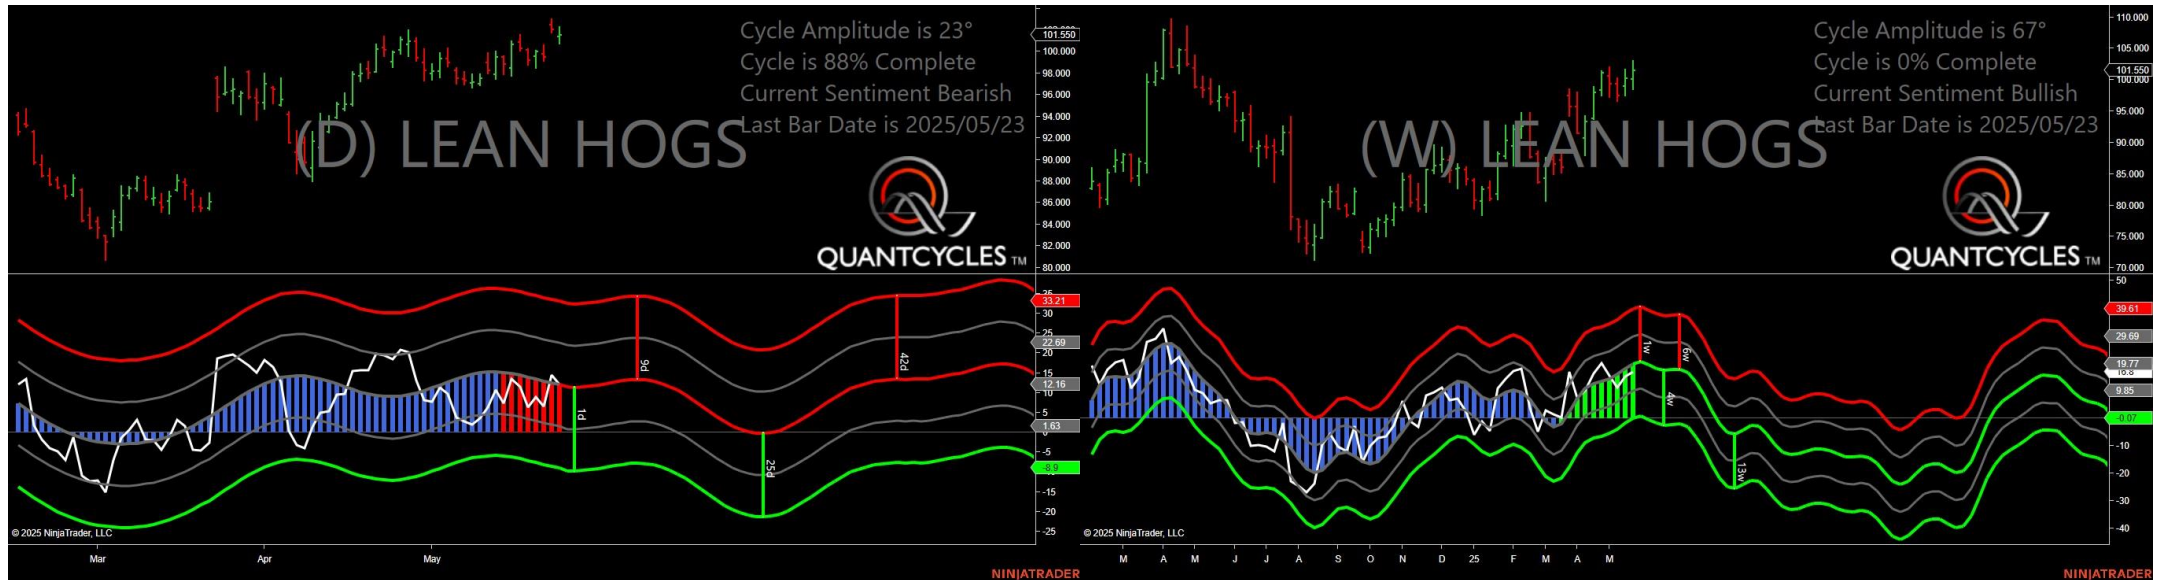 Cycle Amplitude is 23°
Cycle is 88% Complete
Current Sentiment Bearish
Last Bar Date is 2025/05/23
(D) LEAN HOGS
QUANTCYCLES TM
101.550
100.000
98.000
96.000
94.000
92.000
90.000
88.000
86.000
84.000
82.000
80.000
33.21
30
25
22.69
20
15
12.16
10
5
1.63
0
-5
-8.9
-15
-20
-25
1d
9d
25d
42d
© 2025 NinjaTrader, LLC
Mar Apr May
NINJATRADER
Cycle Amplitude is 67°
Cycle is 0% Complete
Current Sentiment Bullish
Last Bar Date is 2025/05/23
(W) LEAN HOGS
QUANTCYCLES TM
110.000
105.000
101.550
100.000
95.000
90.000
85.000
80.000
75.000
70.000
50
39.61
29.69
19.77
9.85
-0.07
-10
-20
-30
-40
1w
6w
4w
13w
© 2025 NinjaTrader, LLC
M A M J J A S O N D 25 F M A M
NINJATRADER